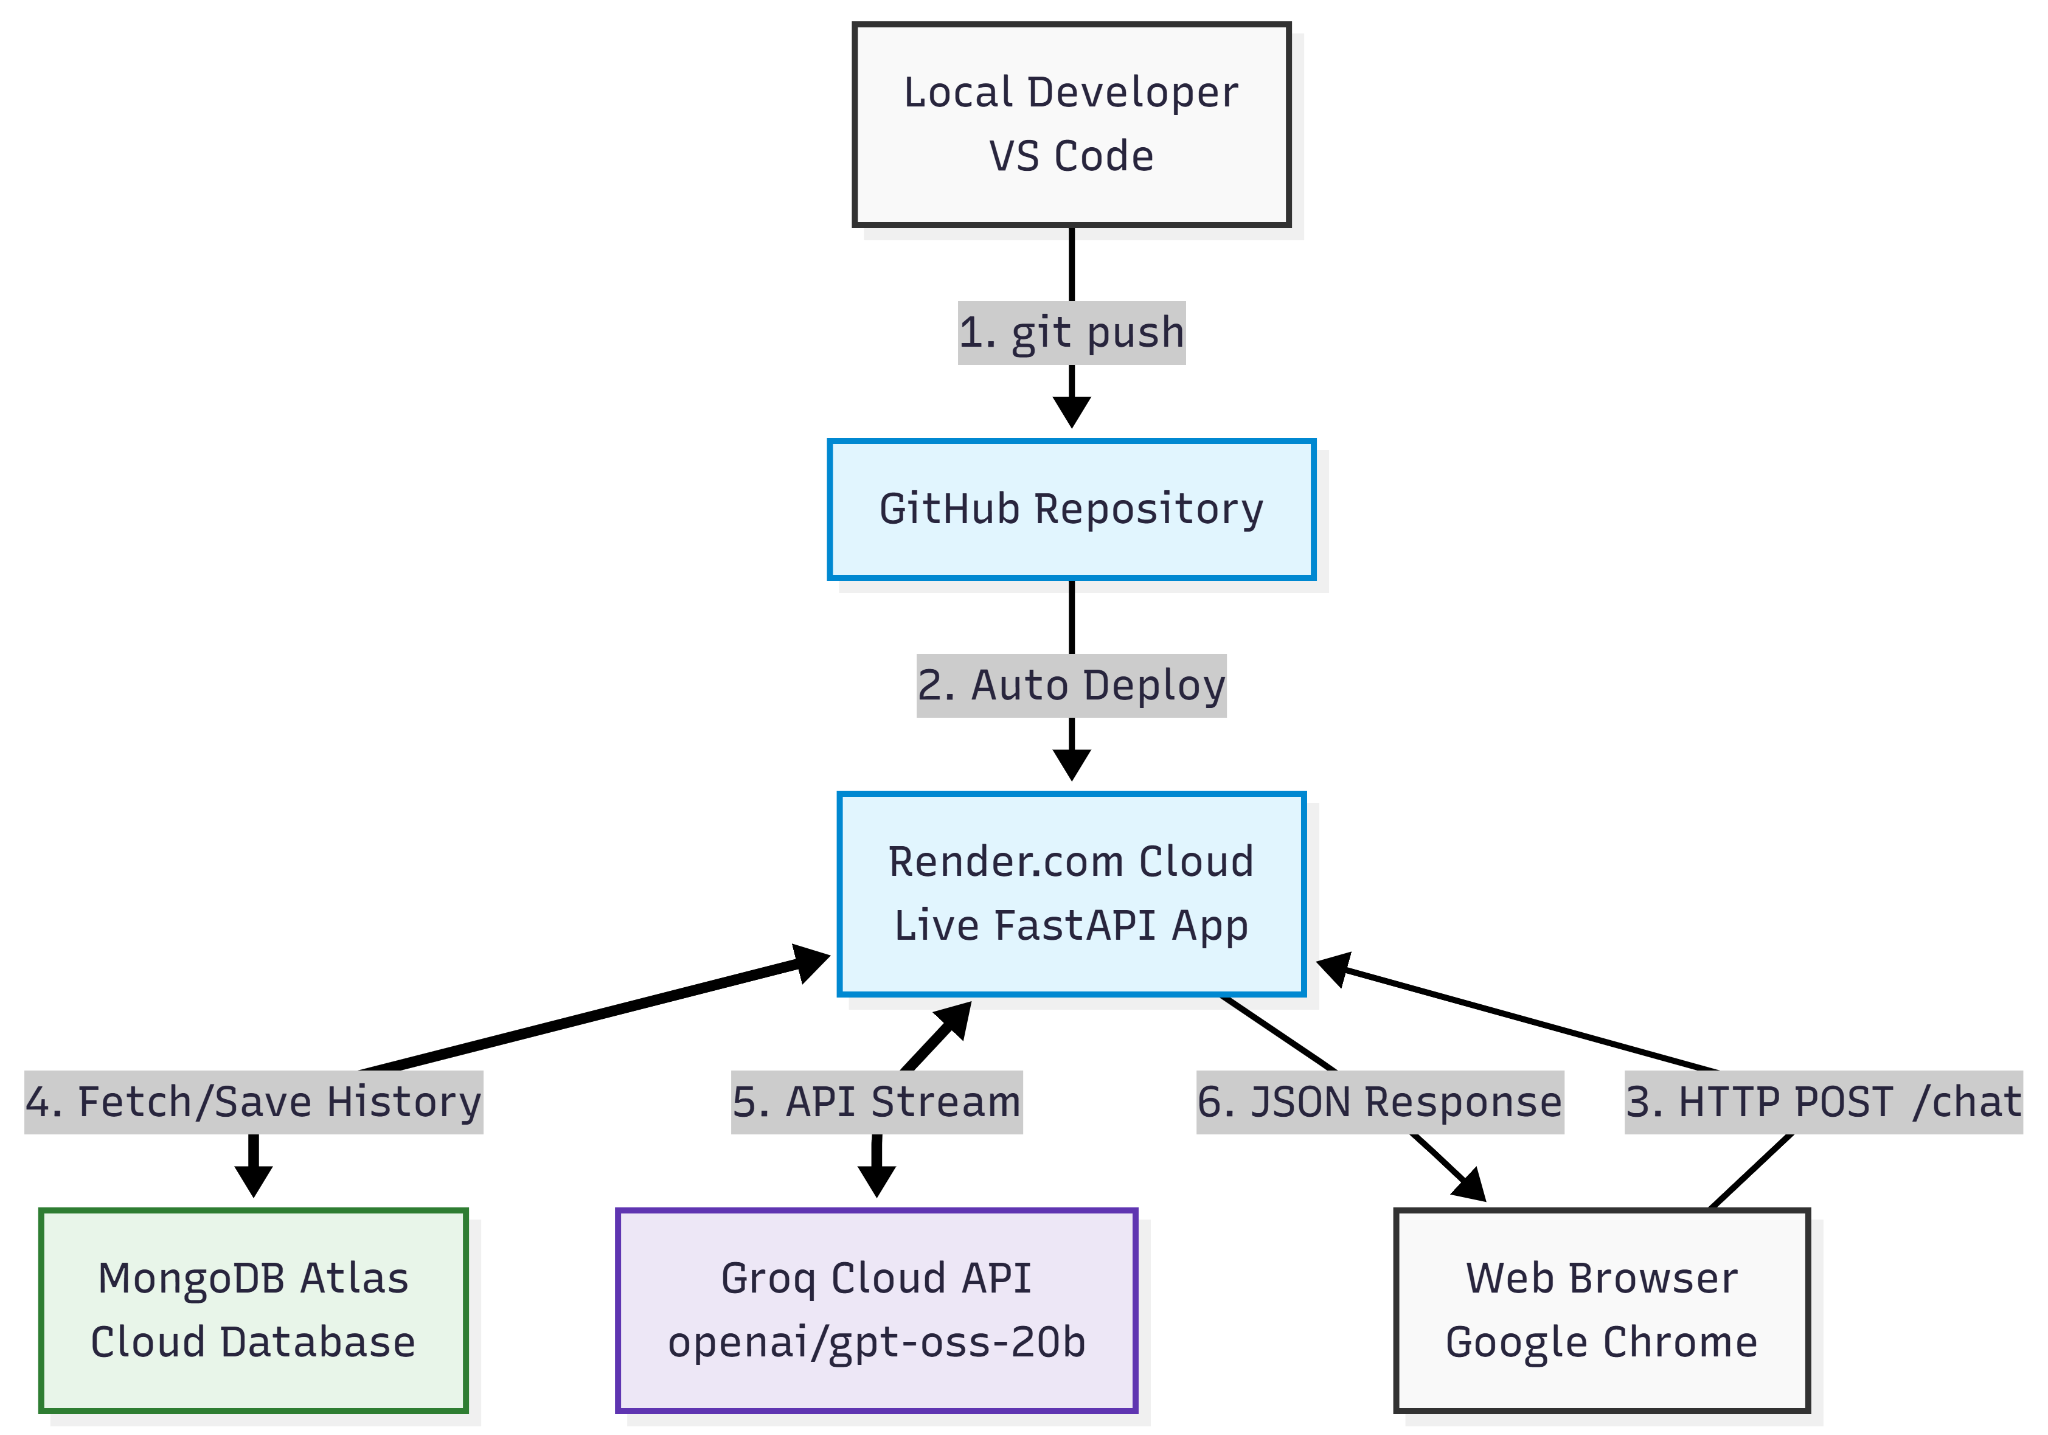 Local Developer
VS Code
1. git push
GitHub Repository
2. Auto Deploy
Render.com Cloud
Live FastAPI App
4. Fetch/Save History
5. API Stream
6. JSON Response
3. HTTP POST /chat
MongoDB Atlas
Cloud Database
Groq Cloud API
openai/gpt-oss-20b
Web Browser
Google Chrome